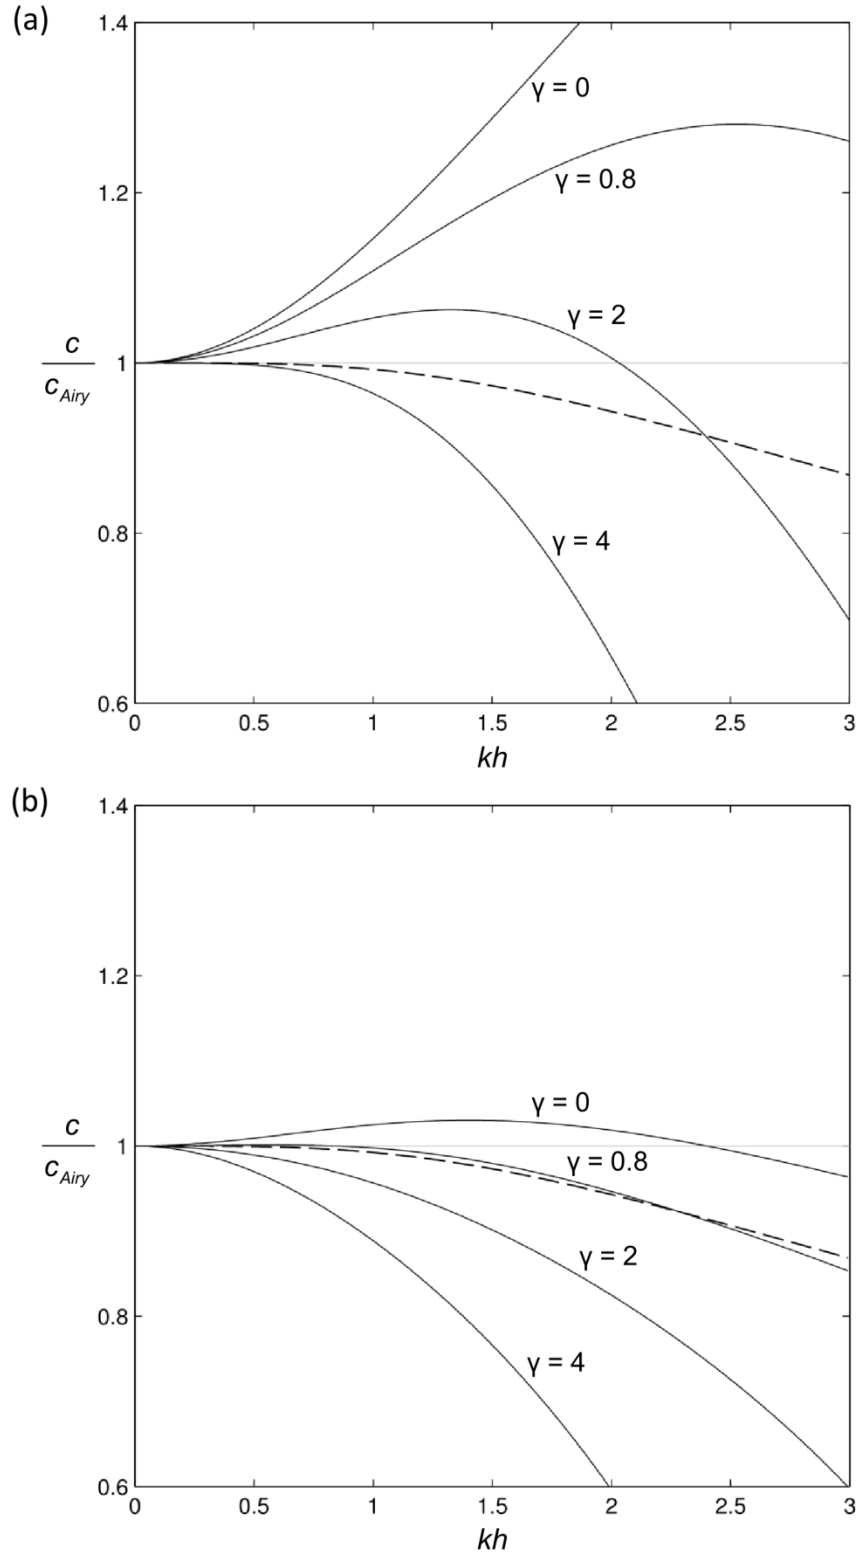 (a)
1.4
1.2
1
0.8
0.6
c
c_Airy
γ = 0
γ = 0.8
γ = 2
γ = 4
0 0.5 1 1.5 2 2.5 3
kh
(b)
1.4
1.2
1
0.8
0.6
c
c_Airy
γ = 0
γ = 0.8
γ = 2
γ = 4
0 0.5 1 1.5 2 2.5 3
kh